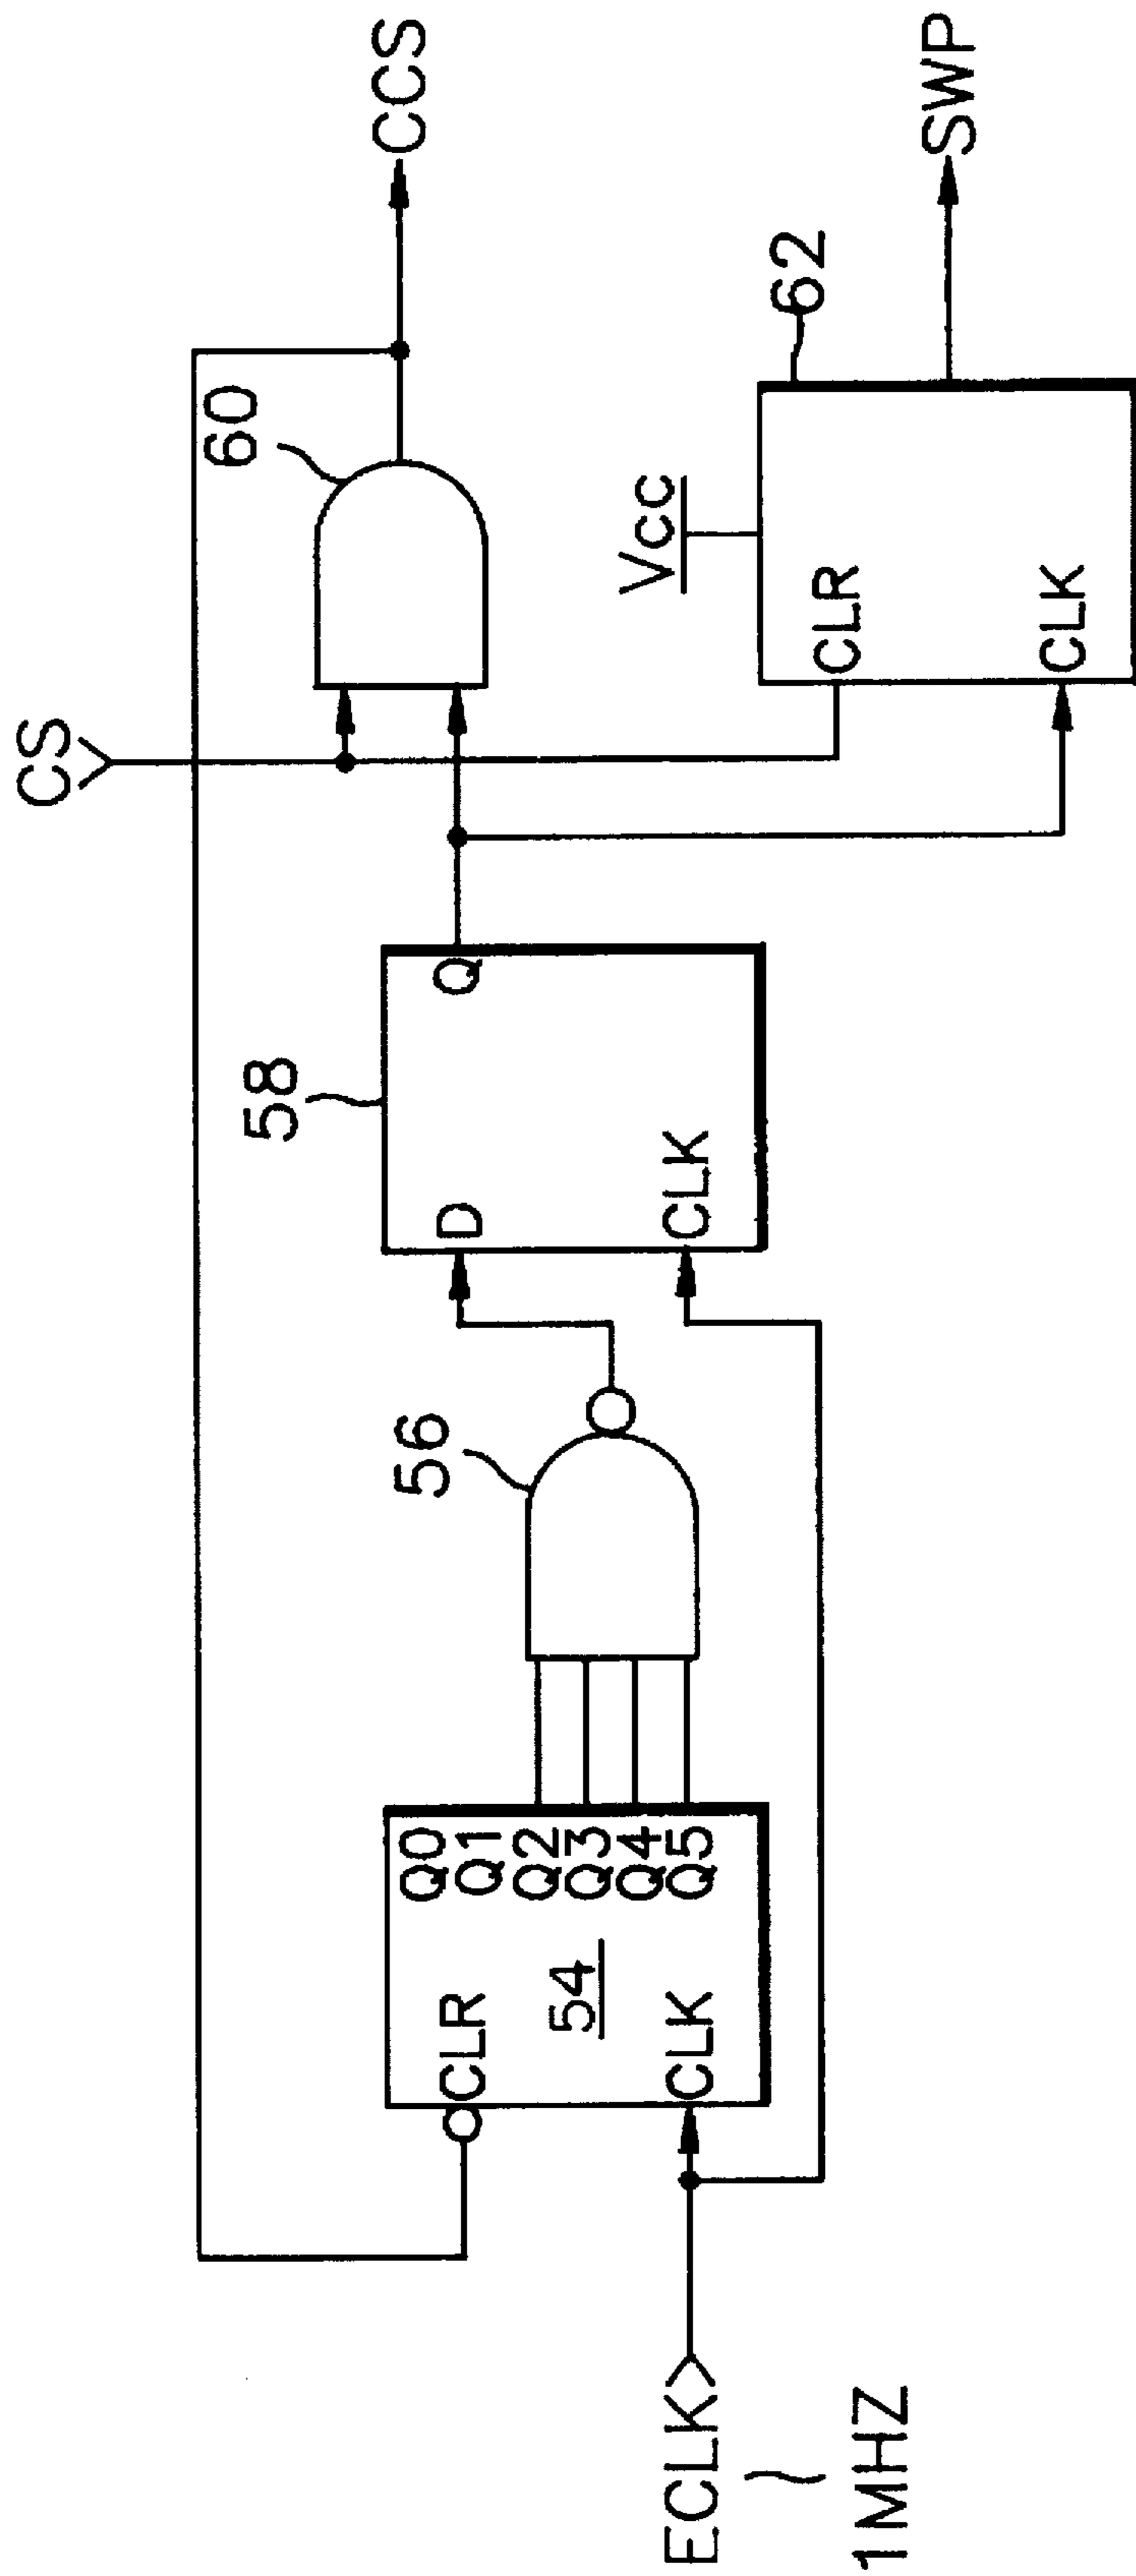 ECLK>
1MHZ
CLR
54
CLK
Q0
Q1
Q2
Q3
Q4
Q5
56
58
D
CLK
Q
CS
60
CCS
Vcc
62
CLR
CLK
SWP